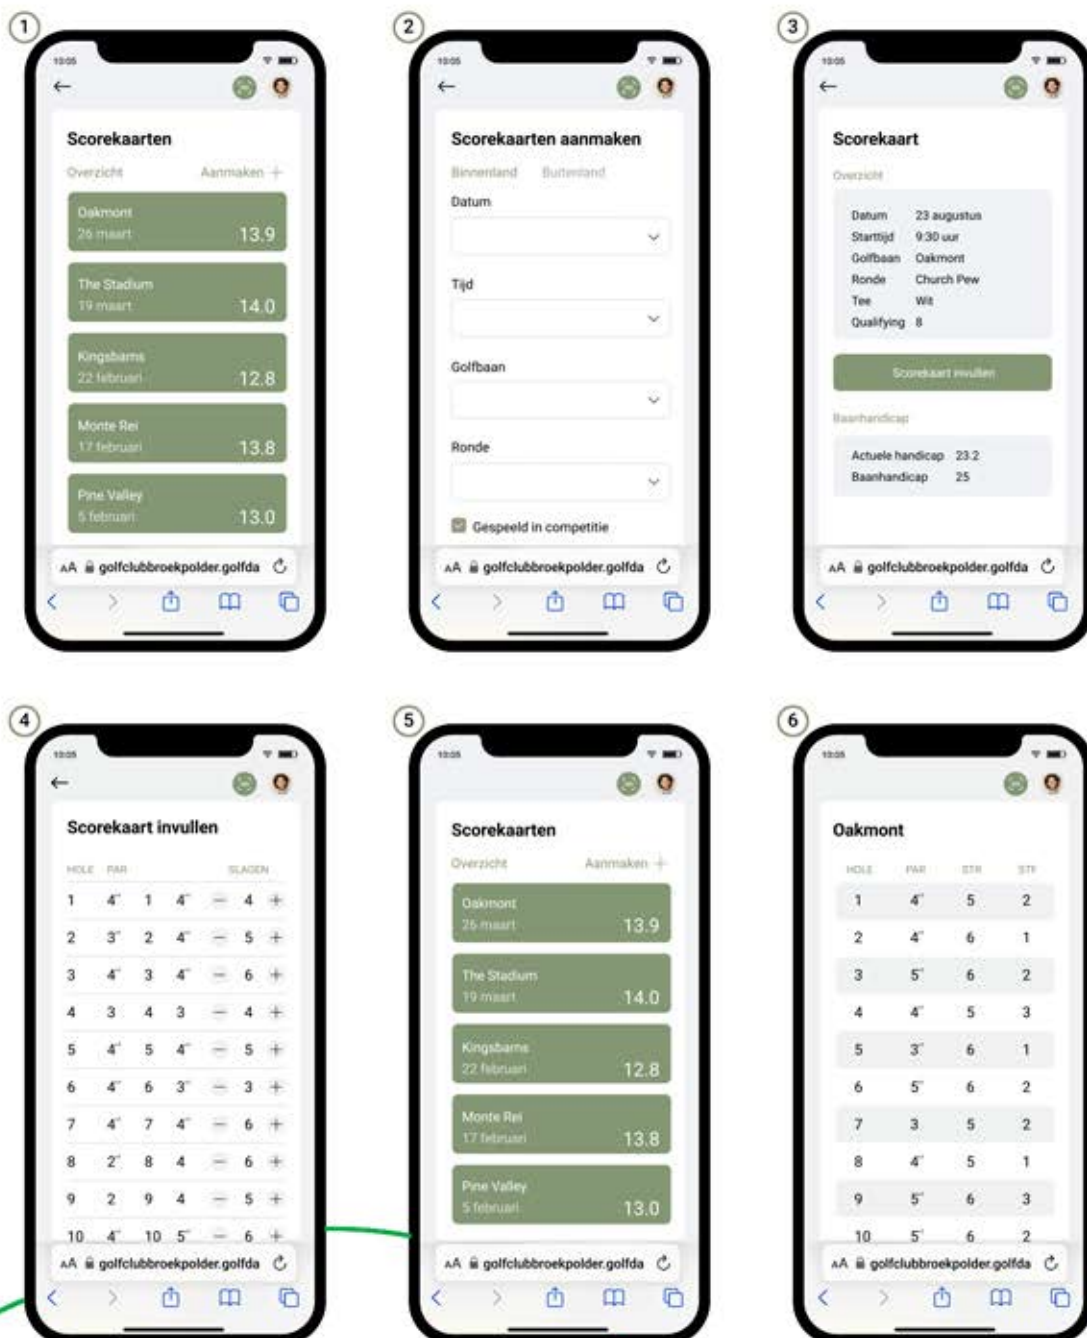 1
10:05
Scorekaarten
Overzicht Aanmaken +
Oakmont
26 maart 13.9
The Stadium
19 maart 14.0
Kingsbarns
22 februari 12.8
Monte Rei
17 februari 13.8
Pine Valley
5 februari 13.0
AA golfclubbroekpolder.golfda
2
10:05
Scorekaarten aanmaken
Binnenland Buitenland
Datum
Tijd
Golfbaan
Ronde
Gespeeld in competitie
AA golfclubbroekpolder.golfda
3
10:05
Scorekaart
Overzicht
Datum 23 augustus
Starttijd 9:30 uur
Golfbaan Oakmont
Ronde Church Pew
Tee Wit
Qualifying 8
Scorekaart invullen
Baanhandicap
Actuele handicap 23.2
Baanhandicap 25
AA golfclubbroekpolder.golfda
4
10:05
Scorekaart invullen
HOLE PAR SLAGEN
1 4 1 4 − 4 +
2 3 2 4 − 5 +
3 4 3 4 − 6 +
4 3 4 3 − 4 +
5 4 5 4 − 5 +
6 4 6 3 − 3 +
7 4 7 4 − 6 +
8 2 8 4 − 6 +
9 2 9 4 − 5 +
10 4 10 5 − 6 +
AA golfclubbroekpolder.golfda
5
10:05
Scorekaarten
Overzicht Aanmaken +
Oakmont
26 maart 13.9
The Stadium
19 maart 14.0
Kingsbarns
22 februari 12.8
Monte Rei
17 februari 13.8
Pine Valley
5 februari 13.0
AA golfclubbroekpolder.golfda
6
10:05
Oakmont
HOLE PAR STR STF
1 4 5 2
2 4 6 1
3 5 6 2
4 4 5 3
5 3 6 1
6 5 6 2
7 3 5 2
8 4 5 1
9 5 6 3
10 5 6 2
AA golfclubbroekpolder.golfda